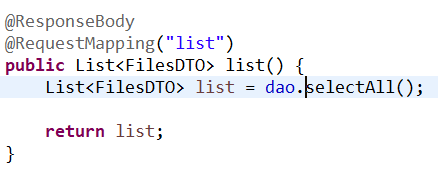 @ResponseBody
@RequestMapping("list")
public List<FilesDTO> list() {
    List<FilesDTO> list = dao.selectAll();
    return list;
}